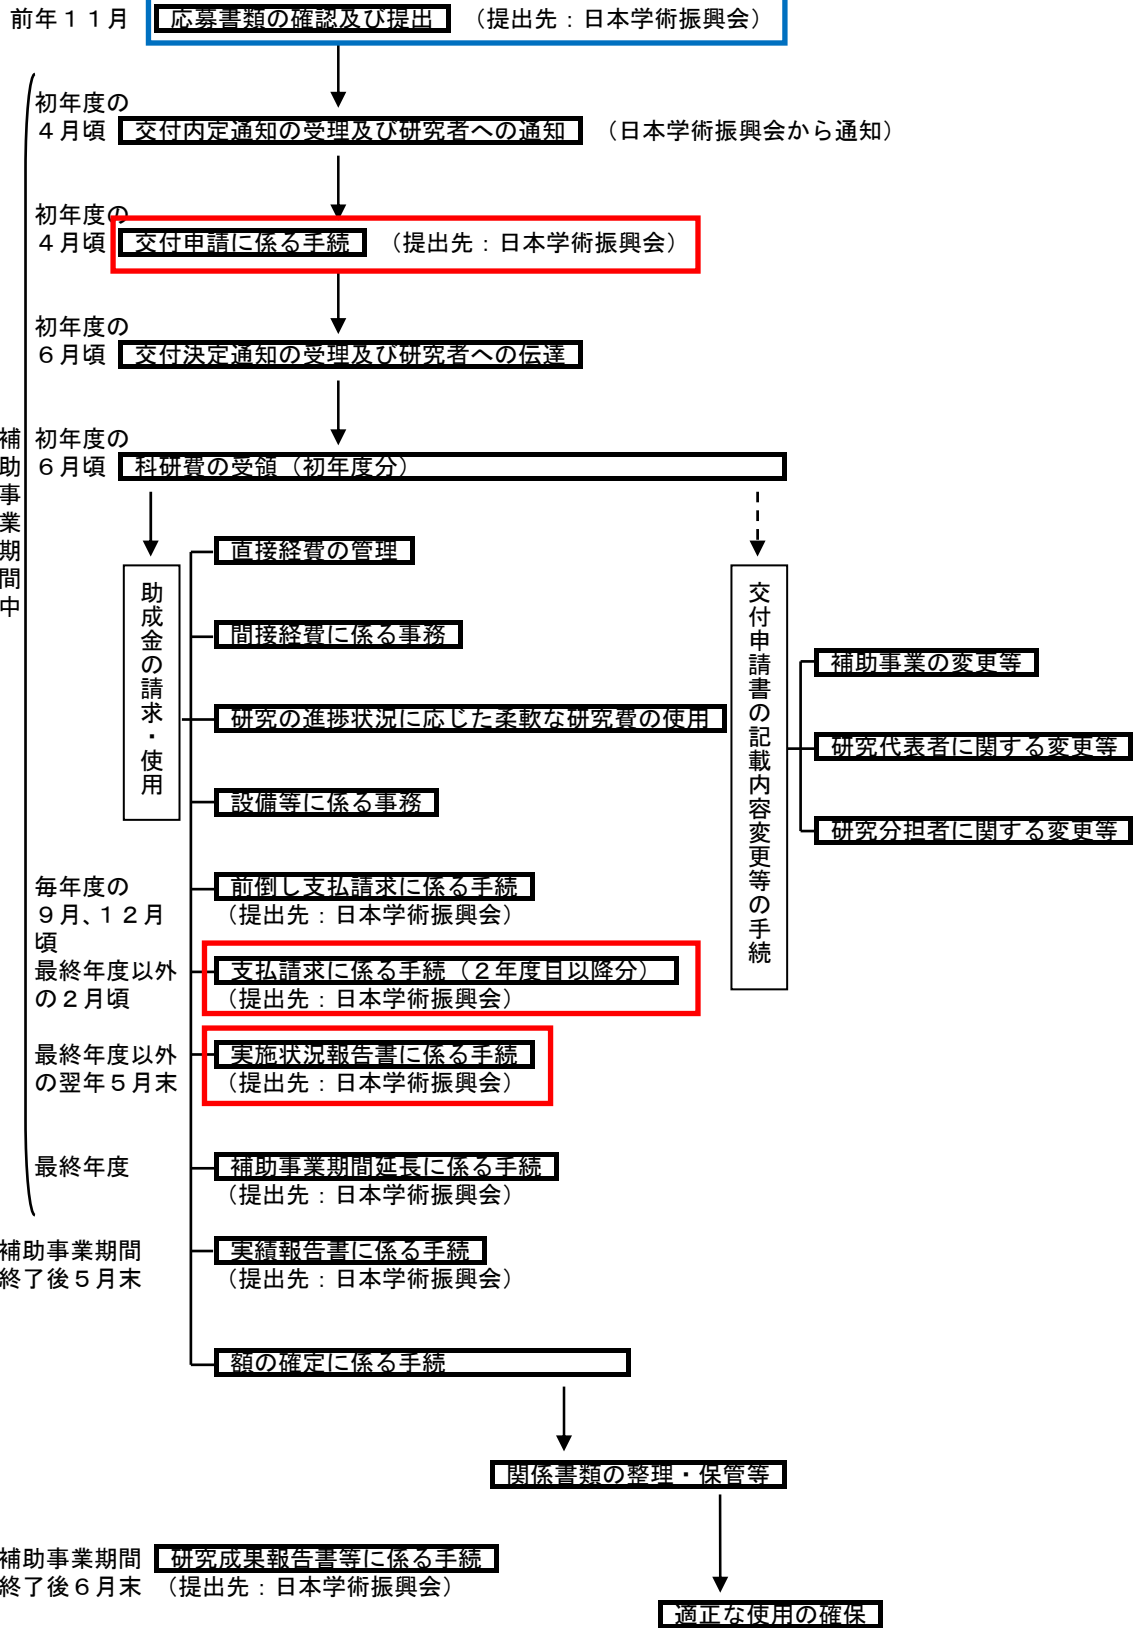 前年１１月 応募書類の確認及び提出 （提出先：日本学術振興会）
初年度の
４月頃 交付内定通知の受理及び研究者への通知 （日本学術振興会から通知）
初年度の
４月頃 交付申請に係る手続 （提出先：日本学術振興会）
初年度の
６月頃 交付決定通知の受理及び研究者への伝達
補助事業期間中
初年度の
６月頃 科研費の受領（初年度分）
助成金の請求・使用
直接経費の管理
間接経費に係る事務
研究の進捗状況に応じた柔軟な研究費の使用
設備等に係る事務
交付申請書の記載内容変更等の手続
補助事業の変更等
研究代表者に関する変更等
研究分担者に関する変更等
毎年度の
９月、１２月
頃
前倒し支払請求に係る手続
（提出先：日本学術振興会）
最終年度以外
の２月頃
支払請求に係る手続（２年度目以降分）
（提出先：日本学術振興会）
最終年度以外
の翌年５月末
実施状況報告書に係る手続
（提出先：日本学術振興会）
最終年度
補助事業期間延長に係る手続
（提出先：日本学術振興会）
補助事業期間
終了後５月末
実績報告書に係る手続
（提出先：日本学術振興会）
額の確定に係る手続
関係書類の整理・保管等
補助事業期間
終了後６月末
研究成果報告書等に係る手続
（提出先：日本学術振興会）
適正な使用の確保